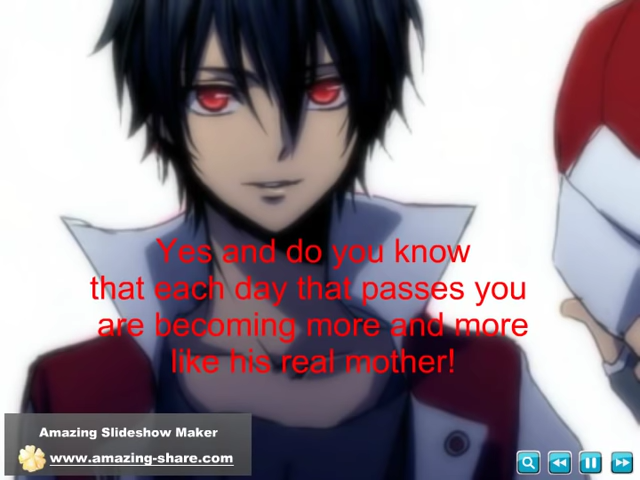 Yes and do you know
that each day that passes you
are becoming more and more
like his real mother!
Amazing Slideshow Maker
www.amazing-share.com